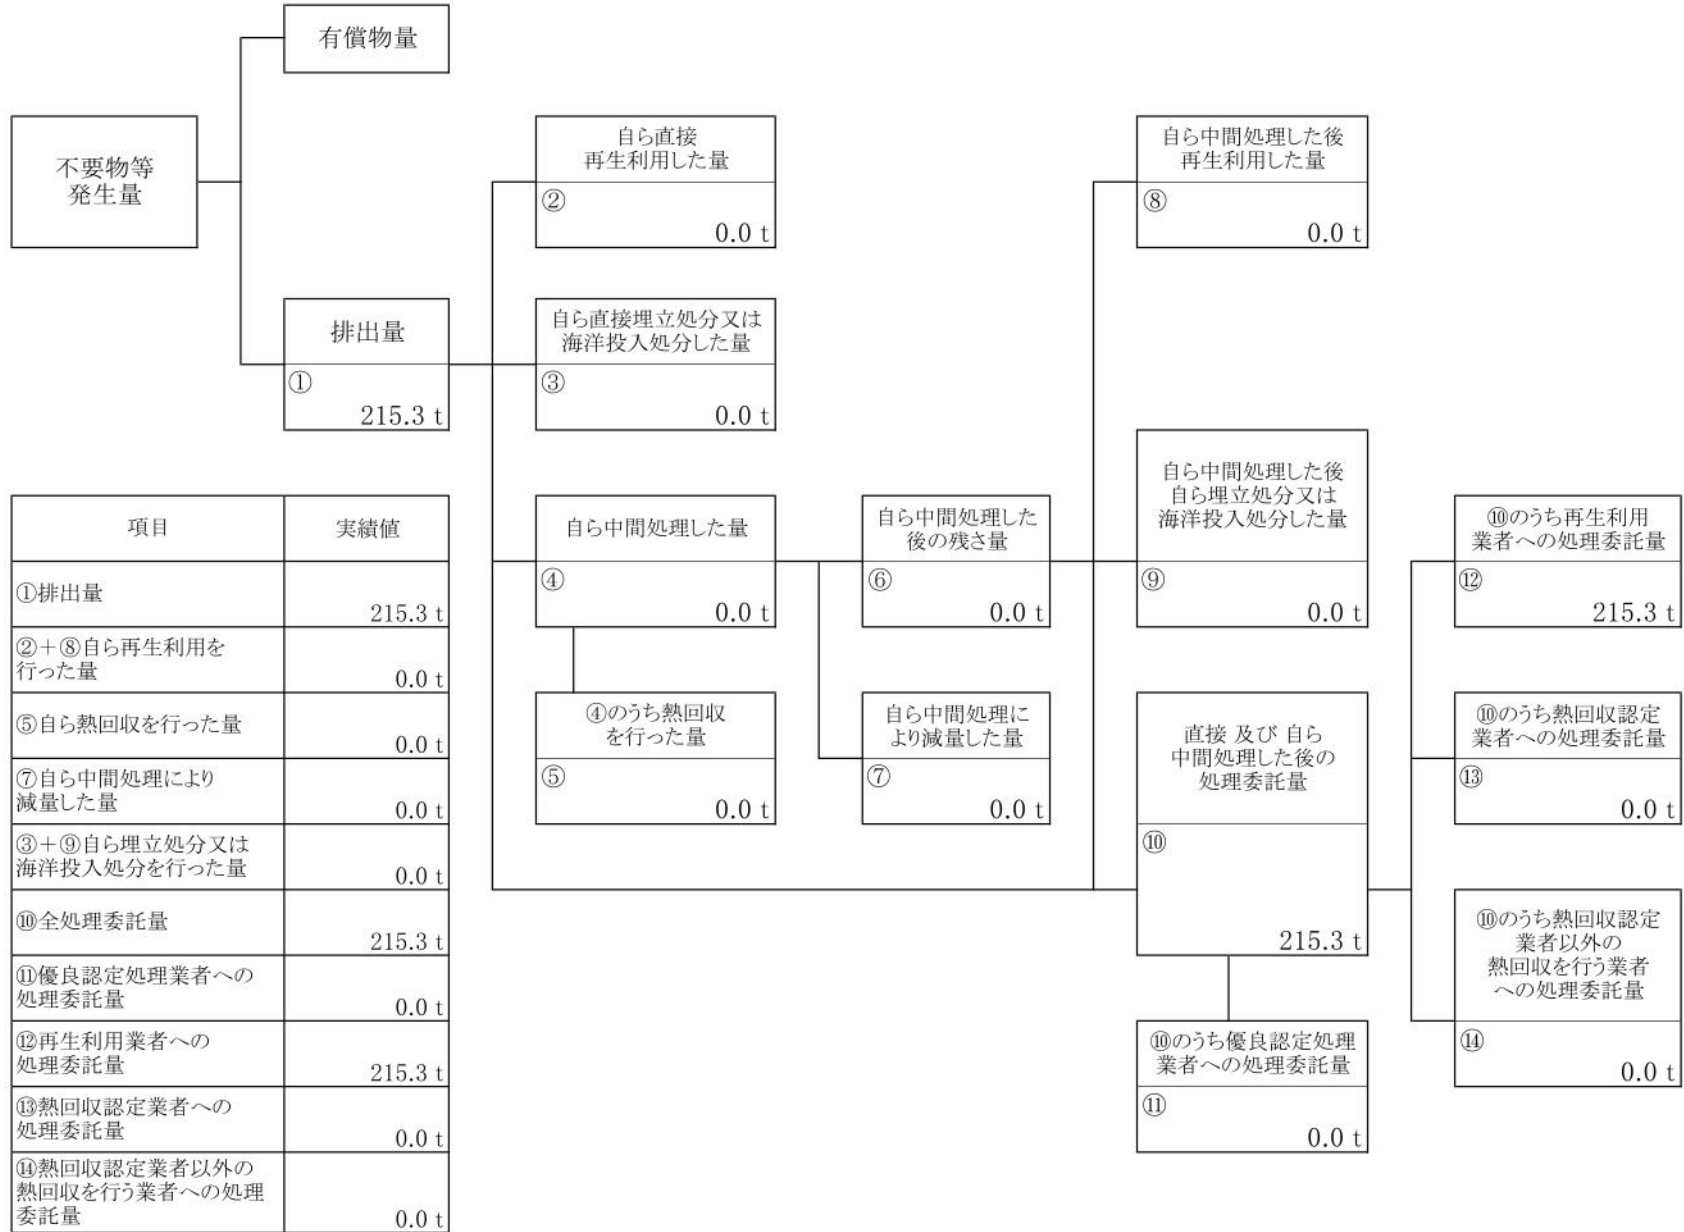 有償物量
不要物等
発生量
自ら直接
再生利用した量
②
0.0 t
自ら中間処理した後
再生利用した量
⑧
0.0 t
排出量
①
215.3 t
自ら直接埋立処分又は
海洋投入処分した量
③
0.0 t
自ら中間処理した量
④
0.0 t
自ら中間処理した
後の残さ量
⑥
0.0 t
自ら中間処理した後
自ら埋立処分又は
海洋投入処分した量
⑨
0.0 t
⑩のうち再生利用
業者への処理委託量
⑫
215.3 t
④のうち熱回収
を行った量
⑤
0.0 t
自ら中間処理に
より減量した量
⑦
0.0 t
直接 及び 自ら
中間処理した後の
処理委託量
⑩
215.3 t
⑩のうち熱回収認定
業者への処理委託量
⑬
0.0 t
⑩のうち熱回収認定
業者以外の
熱回収を行う業者
への処理委託量
⑭
0.0 t
⑩のうち優良認定処理
業者への処理委託量
⑪
0.0 t
項目 実績値
①排出量
215.3 t
②＋⑧自ら再生利用を
行った量
0.0 t
⑤自ら熱回収を行った量
0.0 t
⑦自ら中間処理により
減量した量
0.0 t
③＋⑨自ら埋立処分又は
海洋投入処分を行った量
0.0 t
⑩全処理委託量
215.3 t
⑪優良認定処理業者への
処理委託量
0.0 t
⑫再生利用業者への
処理委託量
215.3 t
⑬熱回収認定業者への
処理委託量
0.0 t
⑭熱回収認定業者以外の
熱回収を行う業者への処理
委託量
0.0 t